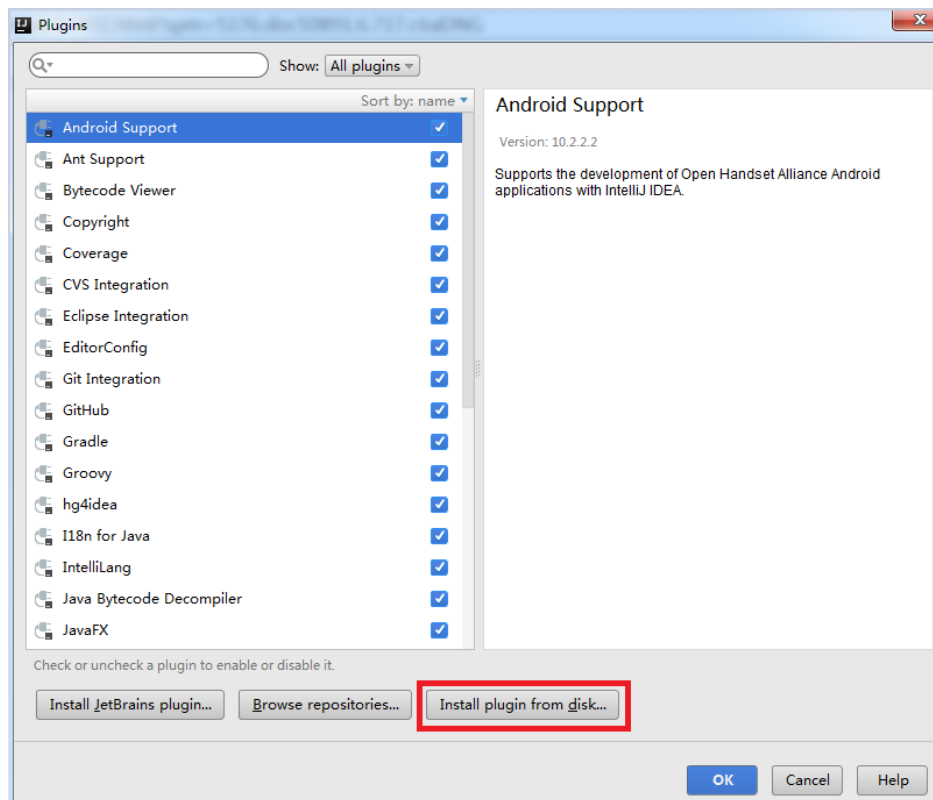 Plugins
Show: All plugins
Sort by: name
Android Support
Ant Support
Bytecode Viewer
Copyright
Coverage
CVS Integration
Eclipse Integration
EditorConfig
Git Integration
GitHub
Gradle
Groovy
hg4idea
I18n for Java
IntelliLang
Java Bytecode Decompiler
JavaFX
Android Support
Version: 10.2.2.2
Supports the development of Open Handset Alliance Android
applications with IntelliJ IDEA.
Check or uncheck a plugin to enable or disable it.
Install JetBrains plugin... Browse repositories... Install plugin from disk...
OK Cancel Help